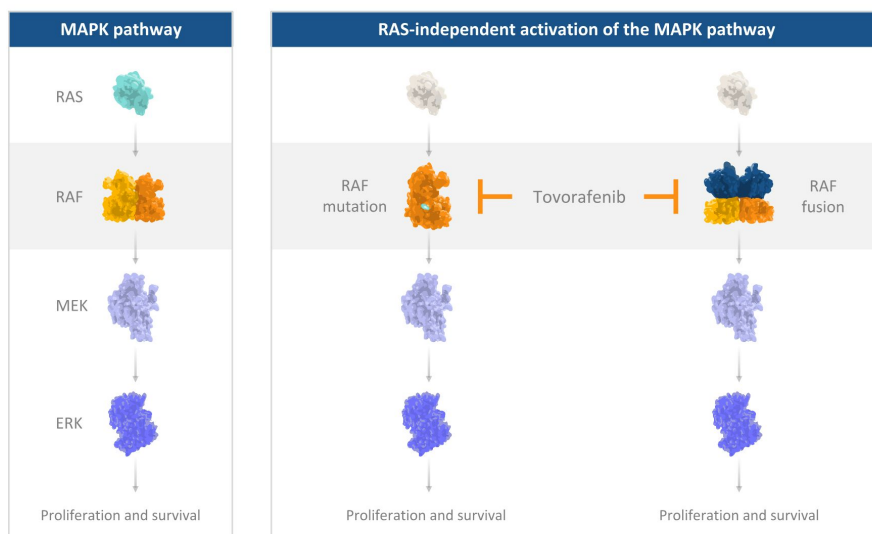 MAPK pathway
RAS-independent activation of the MAPK pathway
RAS
RAF
RAF
mutation
Tovorafenib
RAF
fusion
MEK
ERK
Proliferation and survival
Proliferation and survival
Proliferation and survival